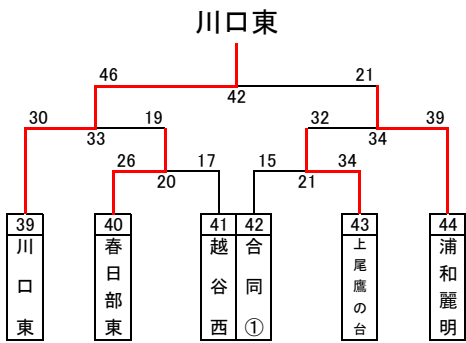 川口東
46 21
42
30 19 32 39
33 34
26 17 15 34
20 21
39 40 41 42 43 44
川口東
春日部東
越谷西
合同①
上尾鷹の台
浦和麗明